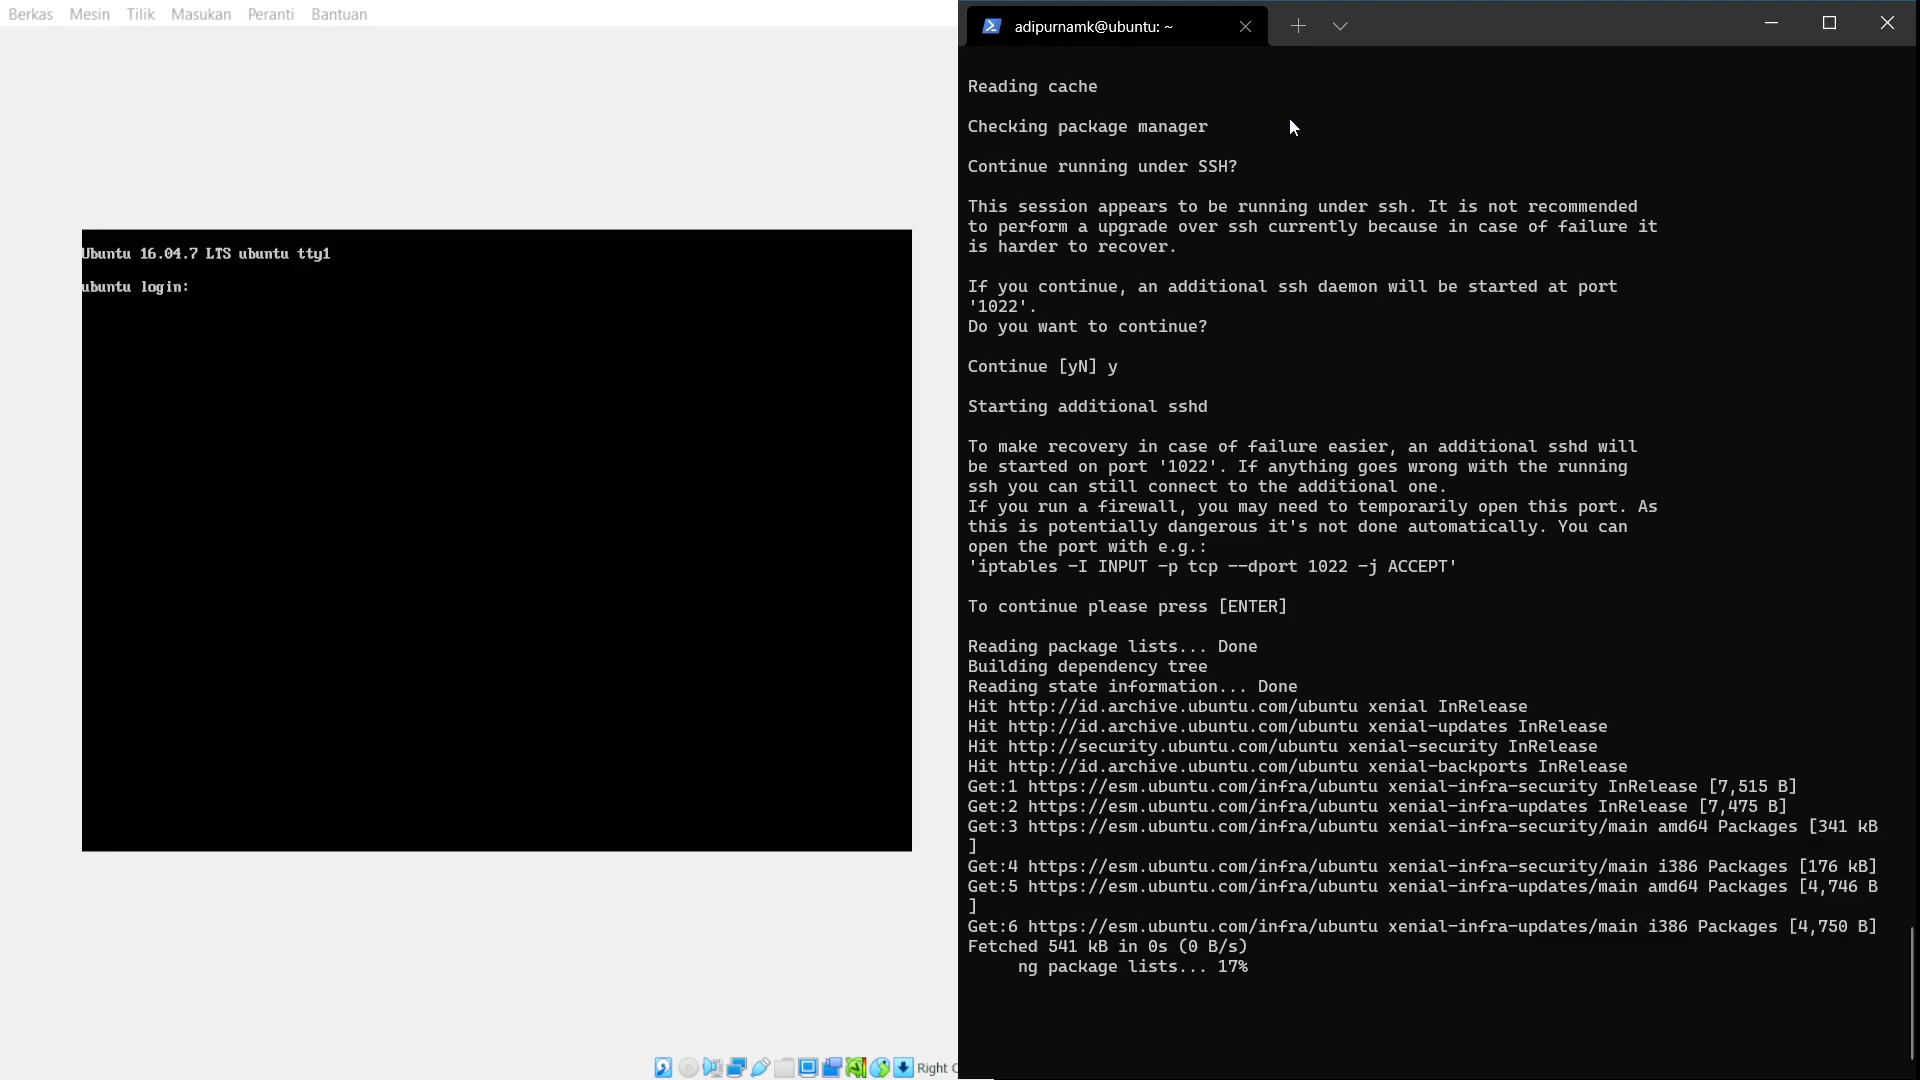 Berkas Mesin Tilik Masukan Peranti Bantuan
Ubuntu 16.04.7 LTS ubuntu tty1
ubuntu login:
Right
adipurnamk@ubuntu: ~
Reading cache
Checking package manager
Continue running under SSH?
This session appears to be running under ssh. It is not recommended
to perform a upgrade over ssh currently because in case of failure it
is harder to recover.
If you continue, an additional ssh daemon will be started at port
'1022'.
Do you want to continue?
Continue [yN] y
Starting additional sshd
To make recovery in case of failure easier, an additional sshd will
be started on port '1022'. If anything goes wrong with the running
ssh you can still connect to the additional one.
If you run a firewall, you may need to temporarily open this port. As
this is potentially dangerous it's not done automatically. You can
open the port with e.g.:
'iptables -I INPUT -p tcp --dport 1022 -j ACCEPT'
To continue please press [ENTER]
Reading package lists... Done
Building dependency tree
Reading state information... Done
Hit http://id.archive.ubuntu.com/ubuntu xenial InRelease
Hit http://id.archive.ubuntu.com/ubuntu xenial-updates InRelease
Hit http://security.ubuntu.com/ubuntu xenial-security InRelease
Hit http://id.archive.ubuntu.com/ubuntu xenial-backports InRelease
Get:1 https://esm.ubuntu.com/infra/ubuntu xenial-infra-security InRelease [7,515 B]
Get:2 https://esm.ubuntu.com/infra/ubuntu xenial-infra-updates InRelease [7,475 B]
Get:3 https://esm.ubuntu.com/infra/ubuntu xenial-infra-security/main amd64 Packages [341 kB
]
Get:4 https://esm.ubuntu.com/infra/ubuntu xenial-infra-security/main i386 Packages [176 kB]
Get:5 https://esm.ubuntu.com/infra/ubuntu xenial-infra-updates/main amd64 Packages [4,746 B
]
Get:6 https://esm.ubuntu.com/infra/ubuntu xenial-infra-updates/main i386 Packages [4,750 B]
Fetched 541 kB in 0s (0 B/s)
ng package lists... 17%